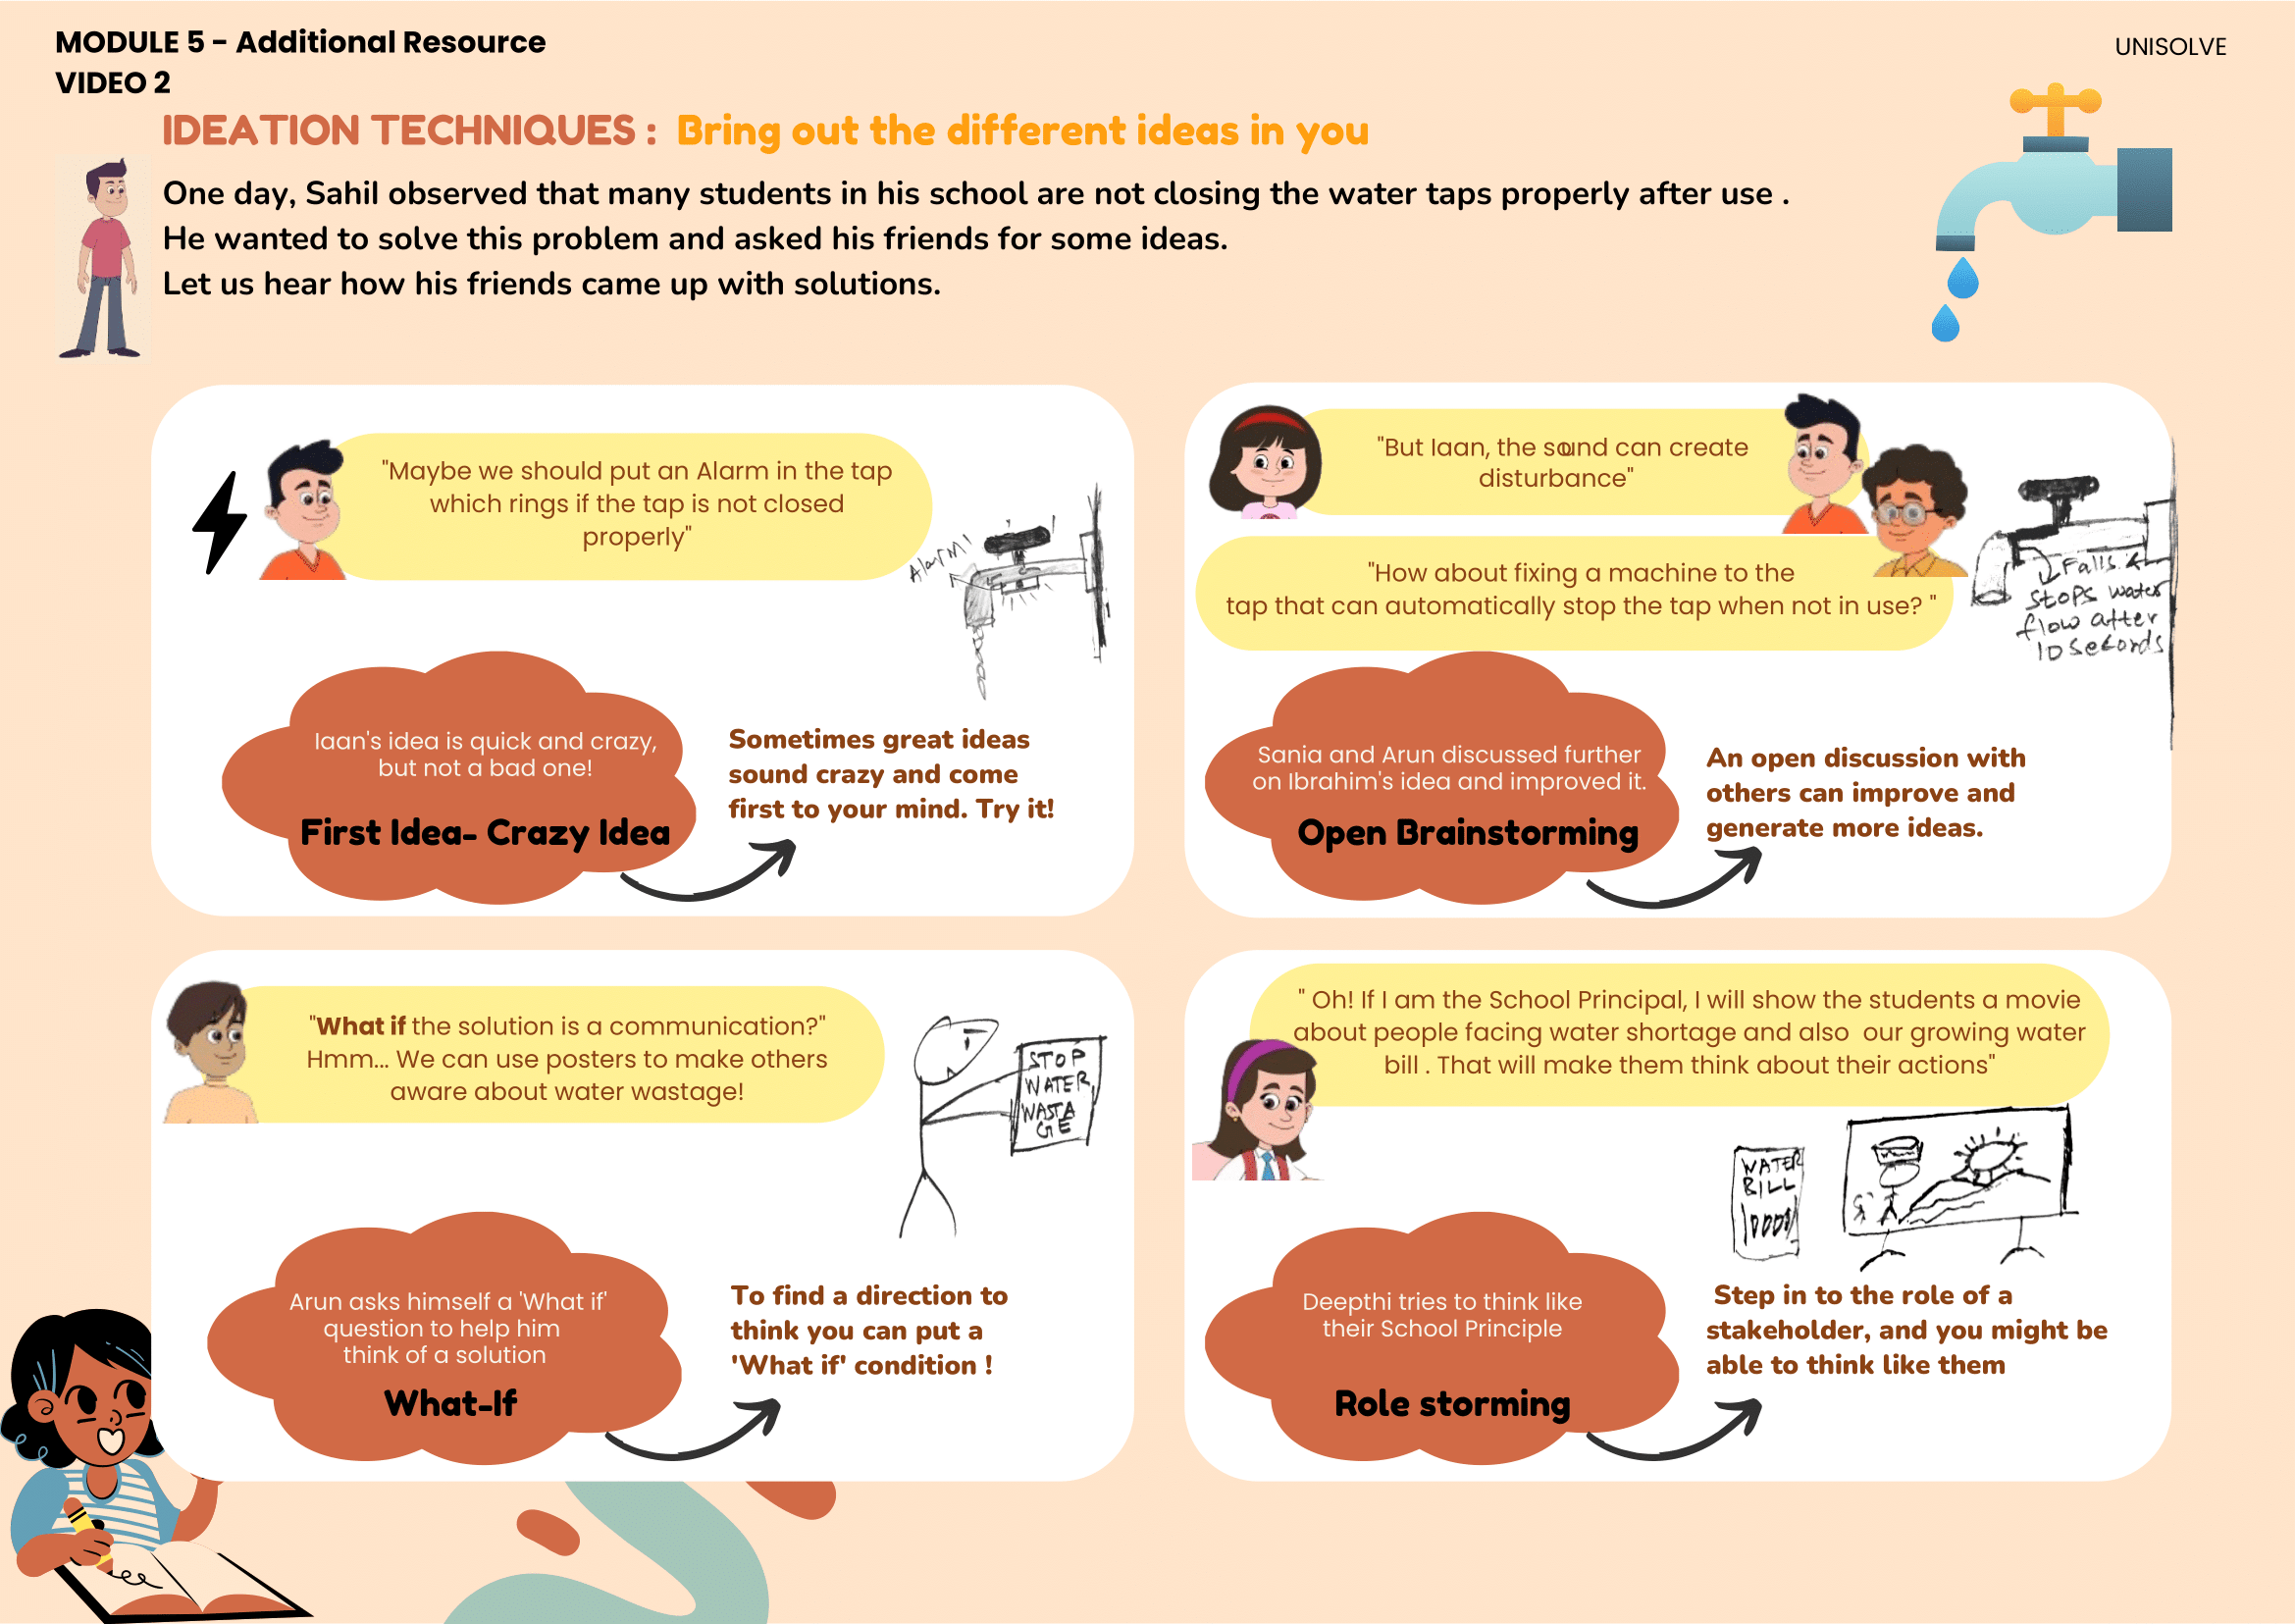 MODULE 5 - Additional Resource
VIDEO 2
UNISOLVE
IDEATION TECHNIQUES : Bring out the different ideas in you
One day, Sahil observed that many students in his school are not closing the water taps properly after use .
He wanted to solve this problem and asked his friends for some ideas.
Let us hear how his friends came up with solutions.
"Maybe we should put an Alarm in the tap
which rings if the tap is not closed
properly"
Alarm!
Iaan's idea is quick and crazy,
but not a bad one!
First Idea- Crazy Idea
Sometimes great ideas
sound crazy and come
first to your mind. Try it!
"But Iaan, the sound can create
disturbance"
"How about fixing a machine to the
tap that can automatically stop the tap when not in use? "
Falls &
stops water
flow after
10 seconds
Sania and Arun discussed further
on Ibrahim's idea and improved it.
Open Brainstorming
An open discussion with
others can improve and
generate more ideas.
"What if the solution is a communication?"
Hmm... We can use posters to make others
aware about water wastage!
STOP
WATER
WASTA
GE
Arun asks himself a 'What if'
question to help him
think of a solution
What-If
To find a direction to
think you can put a
'What if' condition !
" Oh! If I am the School Principal, I will show the students a movie
about people facing water shortage and also our growing water
bill . That will make them think about their actions"
WATER
BILL
Deepthi tries to think like
their School Principle
Role storming
Step in to the role of a
stakeholder, and you might be
able to think like them